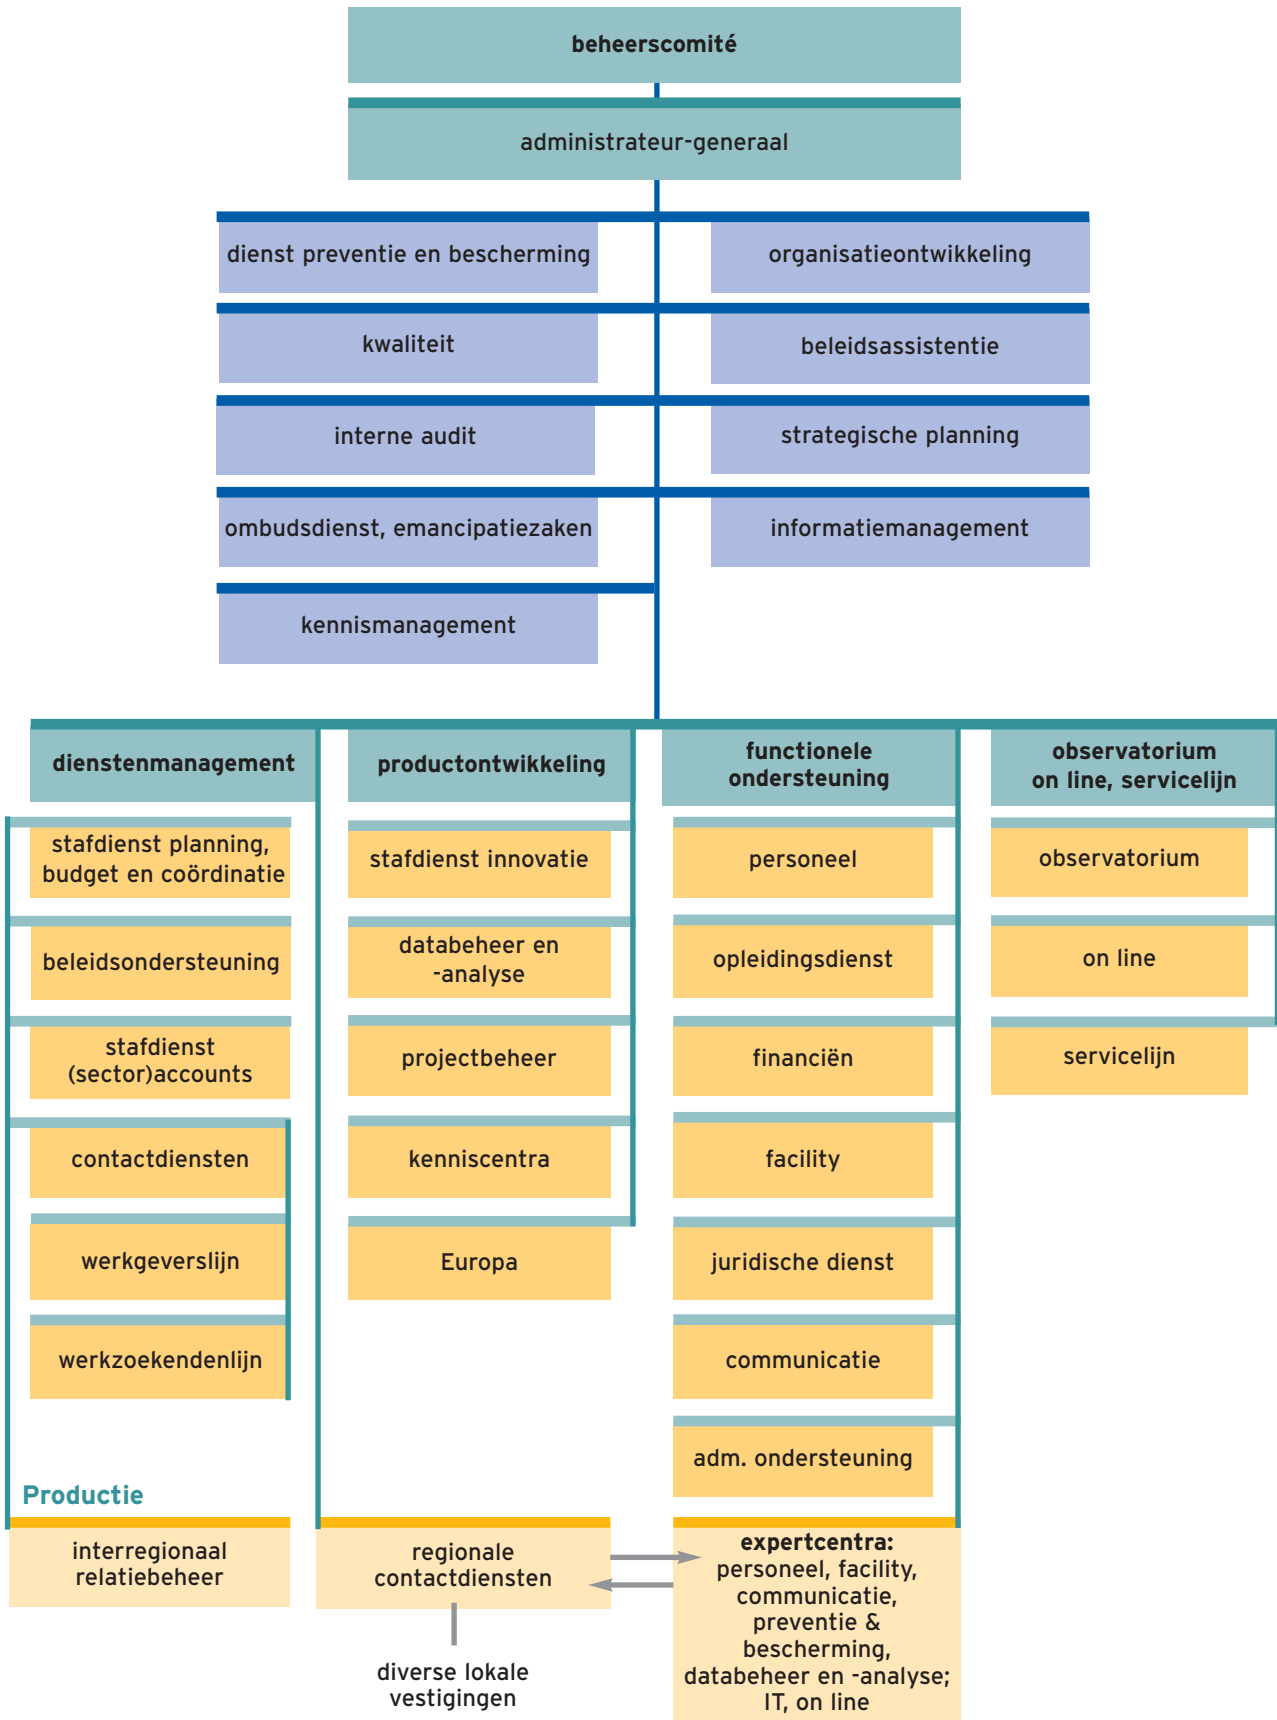 beheerscomité
administrateur-generaal
dienst preventie en bescherming
organisatieontwikkeling
kwaliteit
beleidsassistentie
interne audit
strategische planning
ombudsdienst, emancipatiezaken
informatiemanagement
kennismanagement
dienstenmanagement
stafdienst planning,
budget en coördinatie
beleidsondersteuning
stafdienst
(sector)accounts
contactdiensten
werkgeverslijn
werkzoekendenlijn
productontwikkeling
stafdienst innovatie
databeheer en
-analyse
projectbeheer
kenniscentra
Europa
functionele
ondersteuning
personeel
opleidingsdienst
financiën
facility
juridische dienst
communicatie
adm. ondersteuning
observatorium
on line, servicelijn
observatorium
on line
servicelijn
Productie
interregionaal
relatiebeheer
regionale
contactdiensten
diverse lokale
vestigingen
expertcentra:
personeel, facility,
communicatie,
preventie &
bescherming,
databeheer en -analyse;
IT, on line